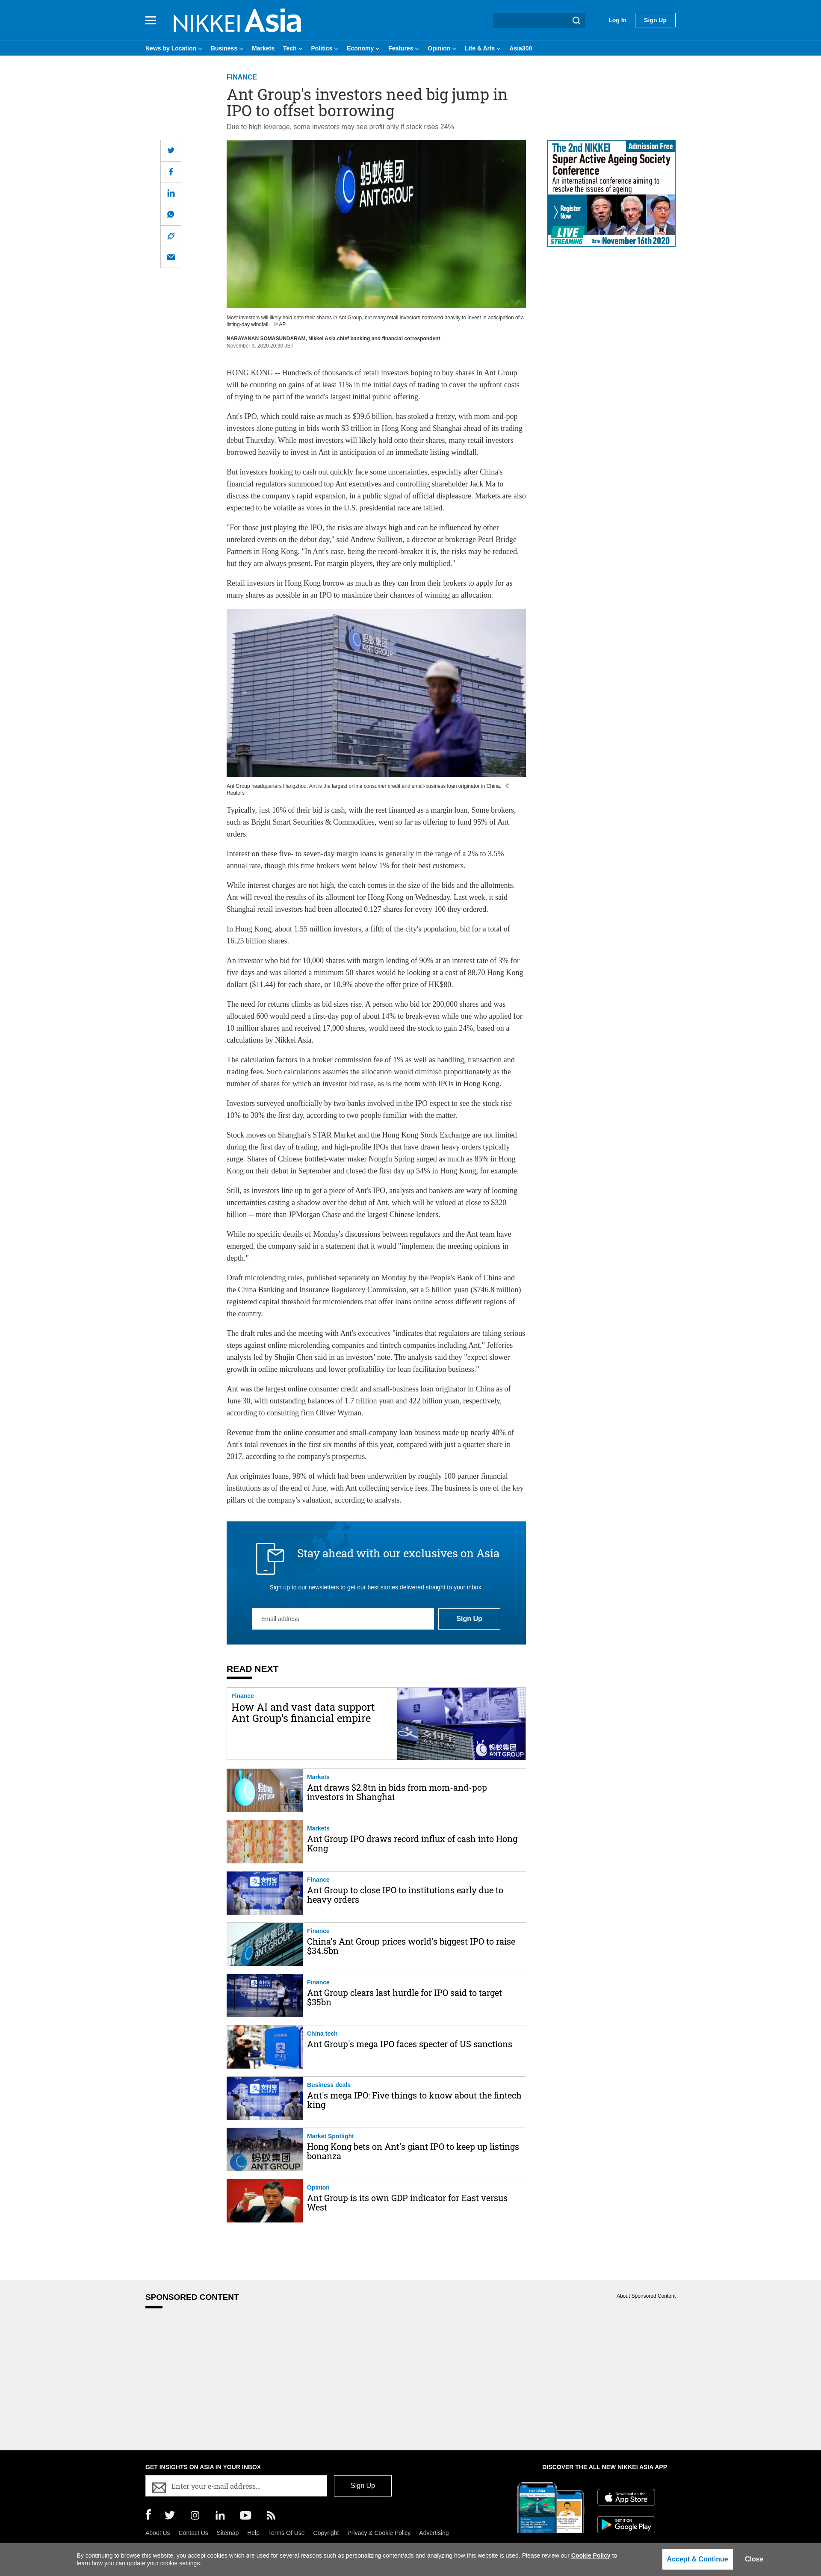 NIKKEI Asia
Log In
Sign Up
News by Location
Business
Markets
Tech
Politics
Economy
Features
Opinion
Life & Arts
Asia300
FINANCE
Ant Group's investors need big jump in
IPO to offset borrowing
Due to high leverage, some investors may see profit only if stock rises 24%
蚂蚁集团
ANT GROUP
The 2nd NIKKEI
Admission Free
Super Active Ageing Society
Conference
An international conference aiming to
resolve the issues of ageing
Register
Now
LIVE
STREAMING
Date: November 16th 2020
Most investors will likely hold onto their shares in Ant Group, but many retail investors borrowed heavily to invest in anticipation of a
listing-day windfall. © AP
NARAYANAN SOMASUNDARAM, Nikkei Asia chief banking and financial correspondent
November 3, 2020 20:30 JST
HONG KONG -- Hundreds of thousands of retail investors hoping to buy shares in Ant Group
will be counting on gains of at least 11% in the initial days of trading to cover the upfront costs
of trying to be part of the world's largest initial public offering.
Ant's IPO, which could raise as much as $39.6 billion, has stoked a frenzy, with mom-and-pop
investors alone putting in bids worth $3 trillion in Hong Kong and Shanghai ahead of its trading
debut Thursday. While most investors will likely hold onto their shares, many retail investors
borrowed heavily to invest in Ant in anticipation of an immediate listing windfall.
But investors looking to cash out quickly face some uncertainties, especially after China's
financial regulators summoned top Ant executives and controlling shareholder Jack Ma to
discuss the company's rapid expansion, in a public signal of official displeasure. Markets are also
expected to be volatile as votes in the U.S. presidential race are tallied.
"For those just playing the IPO, the risks are always high and can be influenced by other
unrelated events on the debut day," said Andrew Sullivan, a director at brokerage Pearl Bridge
Partners in Hong Kong. "In Ant's case, being the record-breaker it is, the risks may be reduced,
but they are always present. For margin players, they are only multiplied."
Retail investors in Hong Kong borrow as much as they can from their brokers to apply for as
many shares as possible in an IPO to maximize their chances of winning an allocation.
Ant Group headquarters Hangzhou. Ant is the largest online consumer credit and small-business loan originator in China. ©
Reuters
Typically, just 10% of their bid is cash, with the rest financed as a margin loan. Some brokers,
such as Bright Smart Securities & Commodities, went so far as offering to fund 95% of Ant
orders.
Interest on these five- to seven-day margin loans is generally in the range of a 2% to 3.5%
annual rate, though this time brokers went below 1% for their best customers.
While interest charges are not high, the catch comes in the size of the bids and the allotments.
Ant will reveal the results of its allotment for Hong Kong on Wednesday. Last week, it said
Shanghai retail investors had been allocated 0.127 shares for every 100 they ordered.
In Hong Kong, about 1.55 million investors, a fifth of the city's population, bid for a total of
16.25 billion shares.
An investor who bid for 10,000 shares with margin lending of 90% at an interest rate of 3% for
five days and was allotted a minimum 50 shares would be looking at a cost of 88.70 Hong Kong
dollars ($11.44) for each share, or 10.9% above the offer price of HK$80.
The need for returns climbs as bid sizes rise. A person who bid for 200,000 shares and was
allocated 600 would need a first-day pop of about 14% to break-even while one who applied for
10 million shares and received 17,000 shares, would need the stock to gain 24%, based on a
calculations by Nikkei Asia.
The calculation factors in a broker commission fee of 1% as well as handling, transaction and
trading fees. Such calculations assumes the allocation would diminish proportionately as the
number of shares for which an investor bid rose, as is the norm with IPOs in Hong Kong.
Investors surveyed unofficially by two banks involved in the IPO expect to see the stock rise
10% to 30% the first day, according to two people familiar with the matter.
Stock moves on Shanghai's STAR Market and the Hong Kong Stock Exchange are not limited
during the first day of trading, and high-profile IPOs that have drawn heavy orders typically
surge. Shares of Chinese bottled-water maker Nongfu Spring surged as much as 85% in Hong
Kong on their debut in September and closed the first day up 54% in Hong Kong, for example.
Still, as investors line up to get a piece of Ant's IPO, analysts and bankers are wary of looming
uncertainties casting a shadow over the debut of Ant, which will be valued at close to $320
billion -- more than JPMorgan Chase and the largest Chinese lenders.
While no specific details of Monday's discussions between regulators and the Ant team have
emerged, the company said in a statement that it would "implement the meeting opinions in
depth."
Draft microlending rules, published separately on Monday by the People's Bank of China and
the China Banking and Insurance Regulatory Commission, set a 5 billion yuan ($746.8 million)
registered capital threshold for microlenders that offer loans online across different regions of
the country.
The draft rules and the meeting with Ant's executives "indicates that regulators are taking serious
steps against online microlending companies and fintech companies including Ant," Jefferies
analysts led by Shujin Chen said in an investors' note. The analysts said they "expect slower
growth in online microloans and lower profitability for loan facilitation business."
Ant was the largest online consumer credit and small-business loan originator in China as of
June 30, with outstanding balances of 1.7 trillion yuan and 422 billion yuan, respectively,
according to consulting firm Oliver Wyman.
Revenue from the online consumer and small-company loan business made up nearly 40% of
Ant's total revenues in the first six months of this year, compared with just a quarter share in
2017, according to the company's prospectus.
Ant originates loans, 98% of which had been underwritten by roughly 100 partner financial
institutions as of the end of June, with Ant collecting service fees. The business is one of the key
pillars of the company's valuation, according to analysts.
Stay ahead with our exclusives on Asia
Sign up to our newsletters to get our best stories delivered straight to your inbox.
Email address
Sign Up
READ NEXT
Finance
How AI and vast data support
Ant Group's financial empire
蚂蚁集团
ANT GROUP
Markets
Ant draws $2.8tn in bids from mom-and-pop
investors in Shanghai
Markets
Ant Group IPO draws record influx of cash into Hong
Kong
支付宝
ALIPAY
Finance
Ant Group to close IPO to institutions early due to
heavy orders
蚂蚁集团
ANT GROUP
Finance
China's Ant Group prices world's biggest IPO to raise
$34.5bn
Finance
Ant Group clears last hurdle for IPO said to target
$35bn
China tech
Ant's mega IPO faces specter of US sanctions
支付宝
ALIPAY
Business deals
Ant's mega IPO: Five things to know about the fintech
king
蚂蚁集团
ANT GROUP
Market Spotlight
Hong Kong bets on Ant's giant IPO to keep up listings
bonanza
Opinion
Ant Group is its own GDP indicator for East versus
West
SPONSORED CONTENT
About Sponsored Content
GET INSIGHTS ON ASIA IN YOUR INBOX
Enter your e-mail address...
Sign Up
DISCOVER THE ALL NEW NIKKEI ASIA APP
Download on the
App Store
GET IT ON
Google Play
About Us
Contact Us
Sitemap
Help
Terms Of Use
Copyright
Privacy & Cookie Policy
Advertising
By continuing to browse this website, you accept cookies which are used for several reasons such as personalizing content/ads and analyzing how this website is used. Please review our Cookie Policy to
learn how you can update your cookie settings.
Accept & Continue
Close